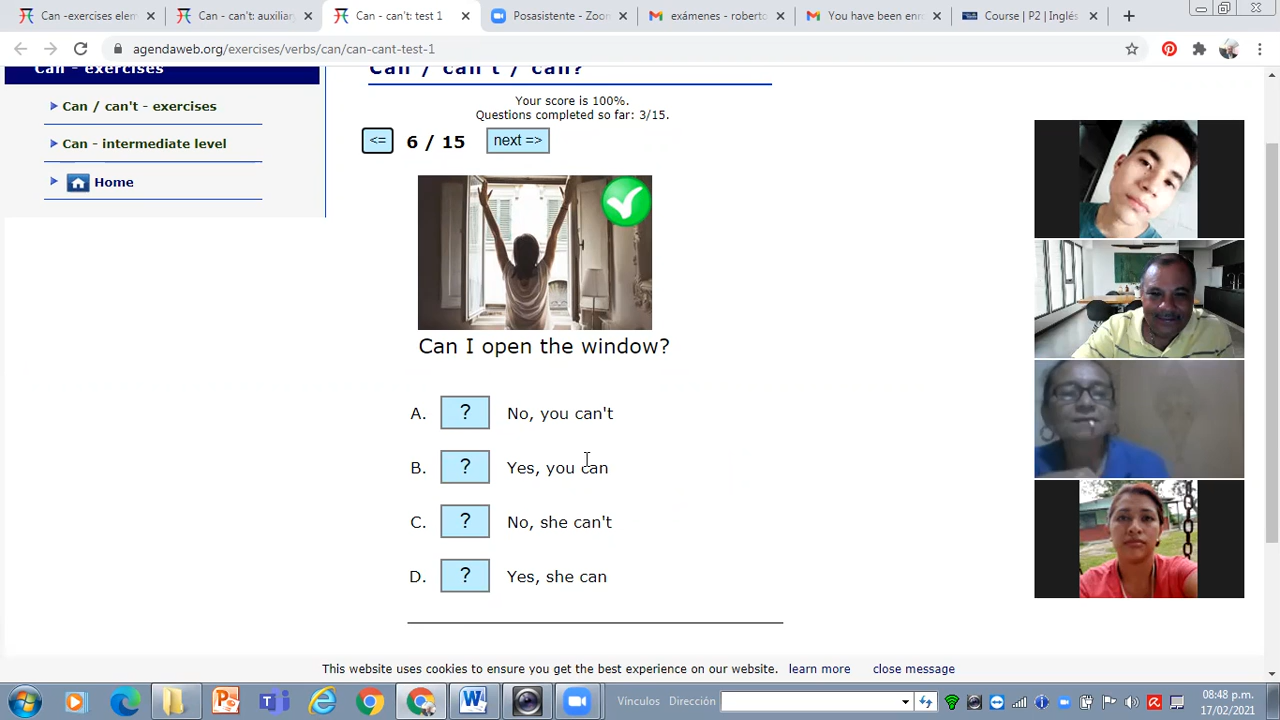 Can -exercises elem
Can - can't: auxiliar
Can - can't: test 1
Posasistente - Zoon
exámenes - roberto
You have been enr
Course | P3. Inglés
agendaweb.org/exercises/verbs/can/can-cant-test-1
Can - exercises
Can / can't / can?
Can / can't - exercises
Can - intermediate level
Home
Your score is 100%.
Questions completed so far: 3/15.
<= 6 / 15 next =>
Can I open the window?
A. ? No, you can't
B. ? Yes, you can
C. ? No, she can't
D. ? Yes, she can
This website uses cookies to ensure you get the best experience on our website. learn more close message
Vínculos Dirección
08:48 p.m.
17/02/2021